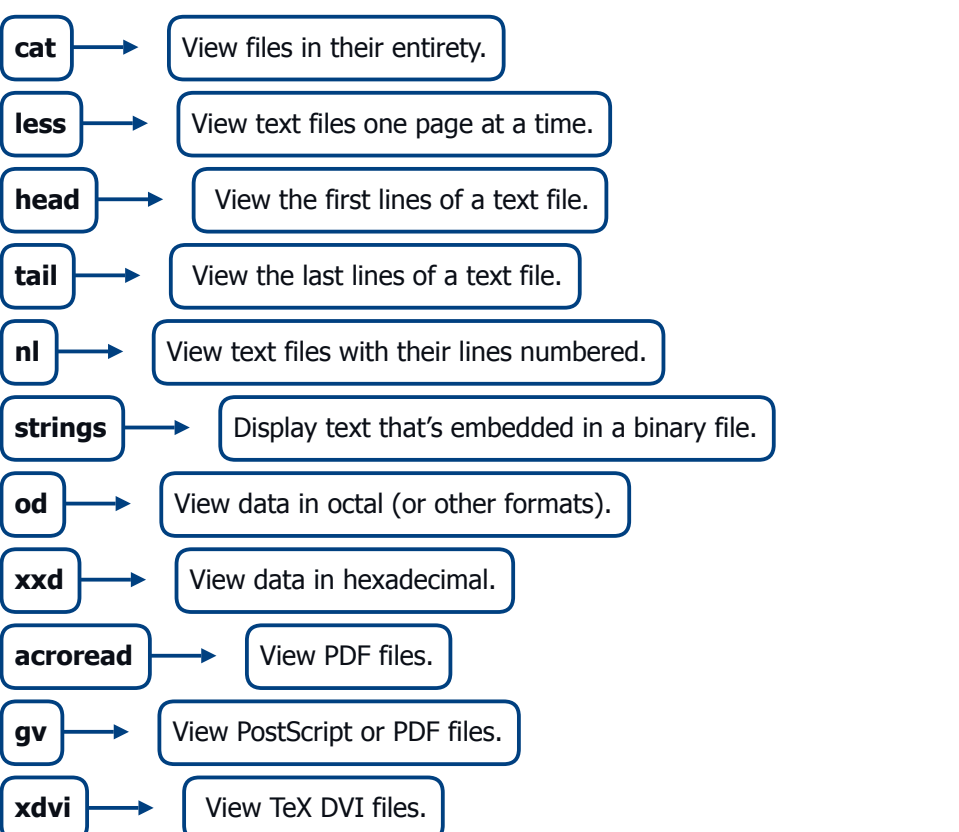 cat View files in their entirety.
less View text files one page at a time.
head View the first lines of a text file.
tail View the last lines of a text file.
nl View text files with their lines numbered.
strings Display text that’s embedded in a binary file.
od View data in octal (or other formats).
xxd View data in hexadecimal.
acroread View PDF files.
gv View PostScript or PDF files.
xdvi View TeX DVI files.